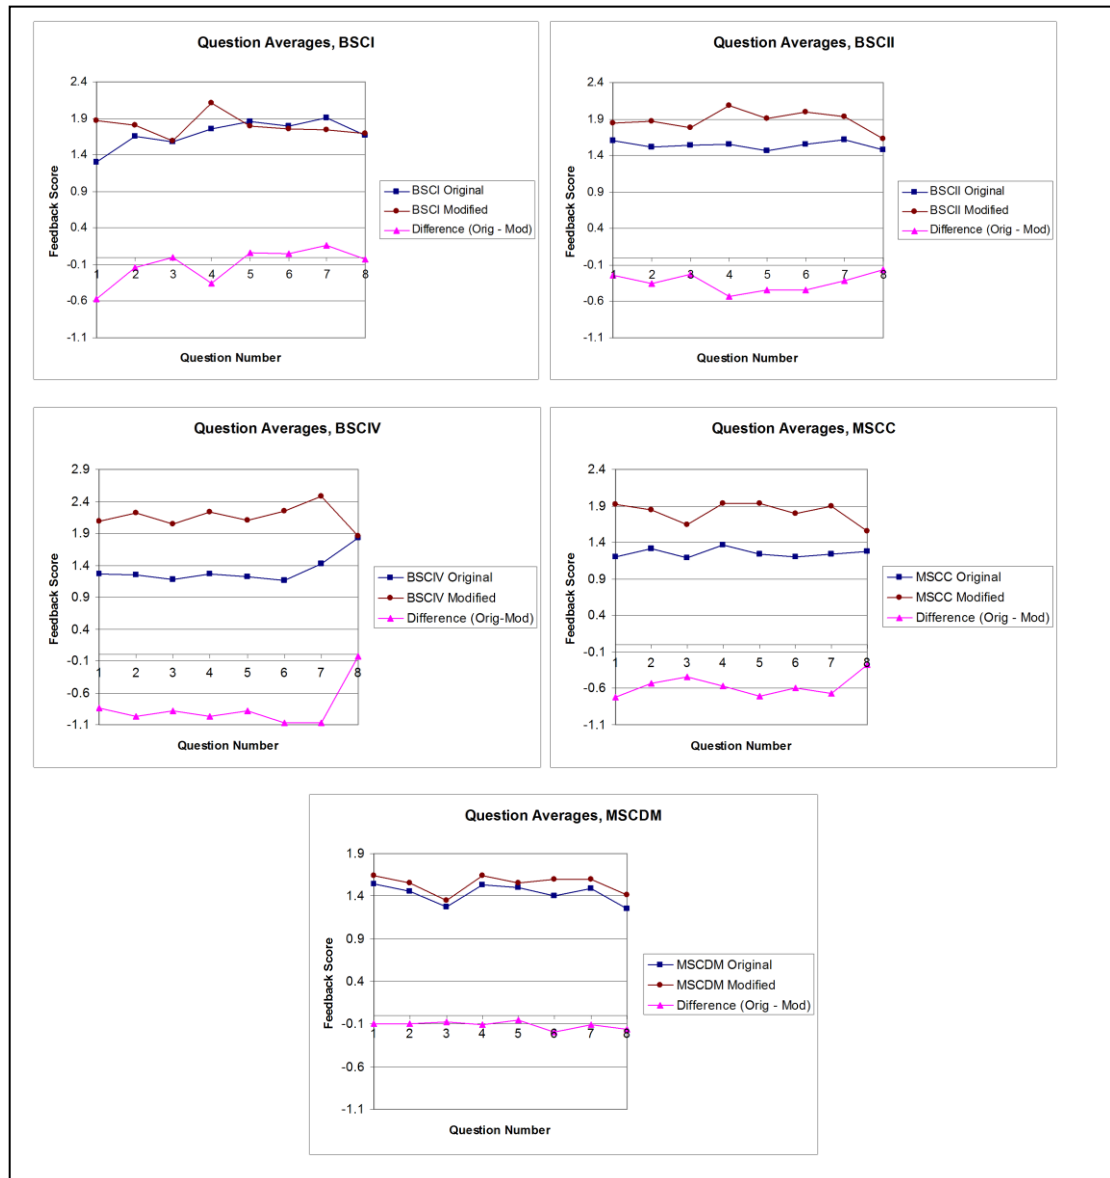 Question Averages, BSCI
2.4
1.9
1.4
0.9
0.4
-0.1
-0.6
-1.1
1 2 3 4 5 6 7 8
Feedback Score
Question Number
BSCI Original
BSCI Modified
Difference (Orig - Mod)
Question Averages, BSCII
2.4
1.9
1.4
0.9
0.4
-0.1
-0.6
-1.1
1 2 3 4 5 6 7 8
Feedback Score
Question Number
BSCII Original
BSCII Modified
Difference (Orig - Mod)
Question Averages, BSCIV
2.9
2.4
1.9
1.4
0.9
0.4
-0.1
-0.6
-1.1
1 2 3 4 5 6 7 8
Feedback Score
Question Number
BSCIV Original
BSCIV Modified
Difference (Orig-Mod)
Question Averages, MSCC
2.4
1.9
1.4
0.9
0.4
-0.1
-0.6
-1.1
1 2 3 4 5 6 7 8
Feedback Score
Question Number
MSCC Original
MSCC Modified
Difference (Orig - Mod)
Question Averages, MSCDM
1.9
1.4
0.9
0.4
-0.1
-0.6
-1.1
1 2 3 4 5 6 7 8
Feedback Score
Question Number
MSCDM Original
MSCDM Modified
Difference (Orig - Mod)